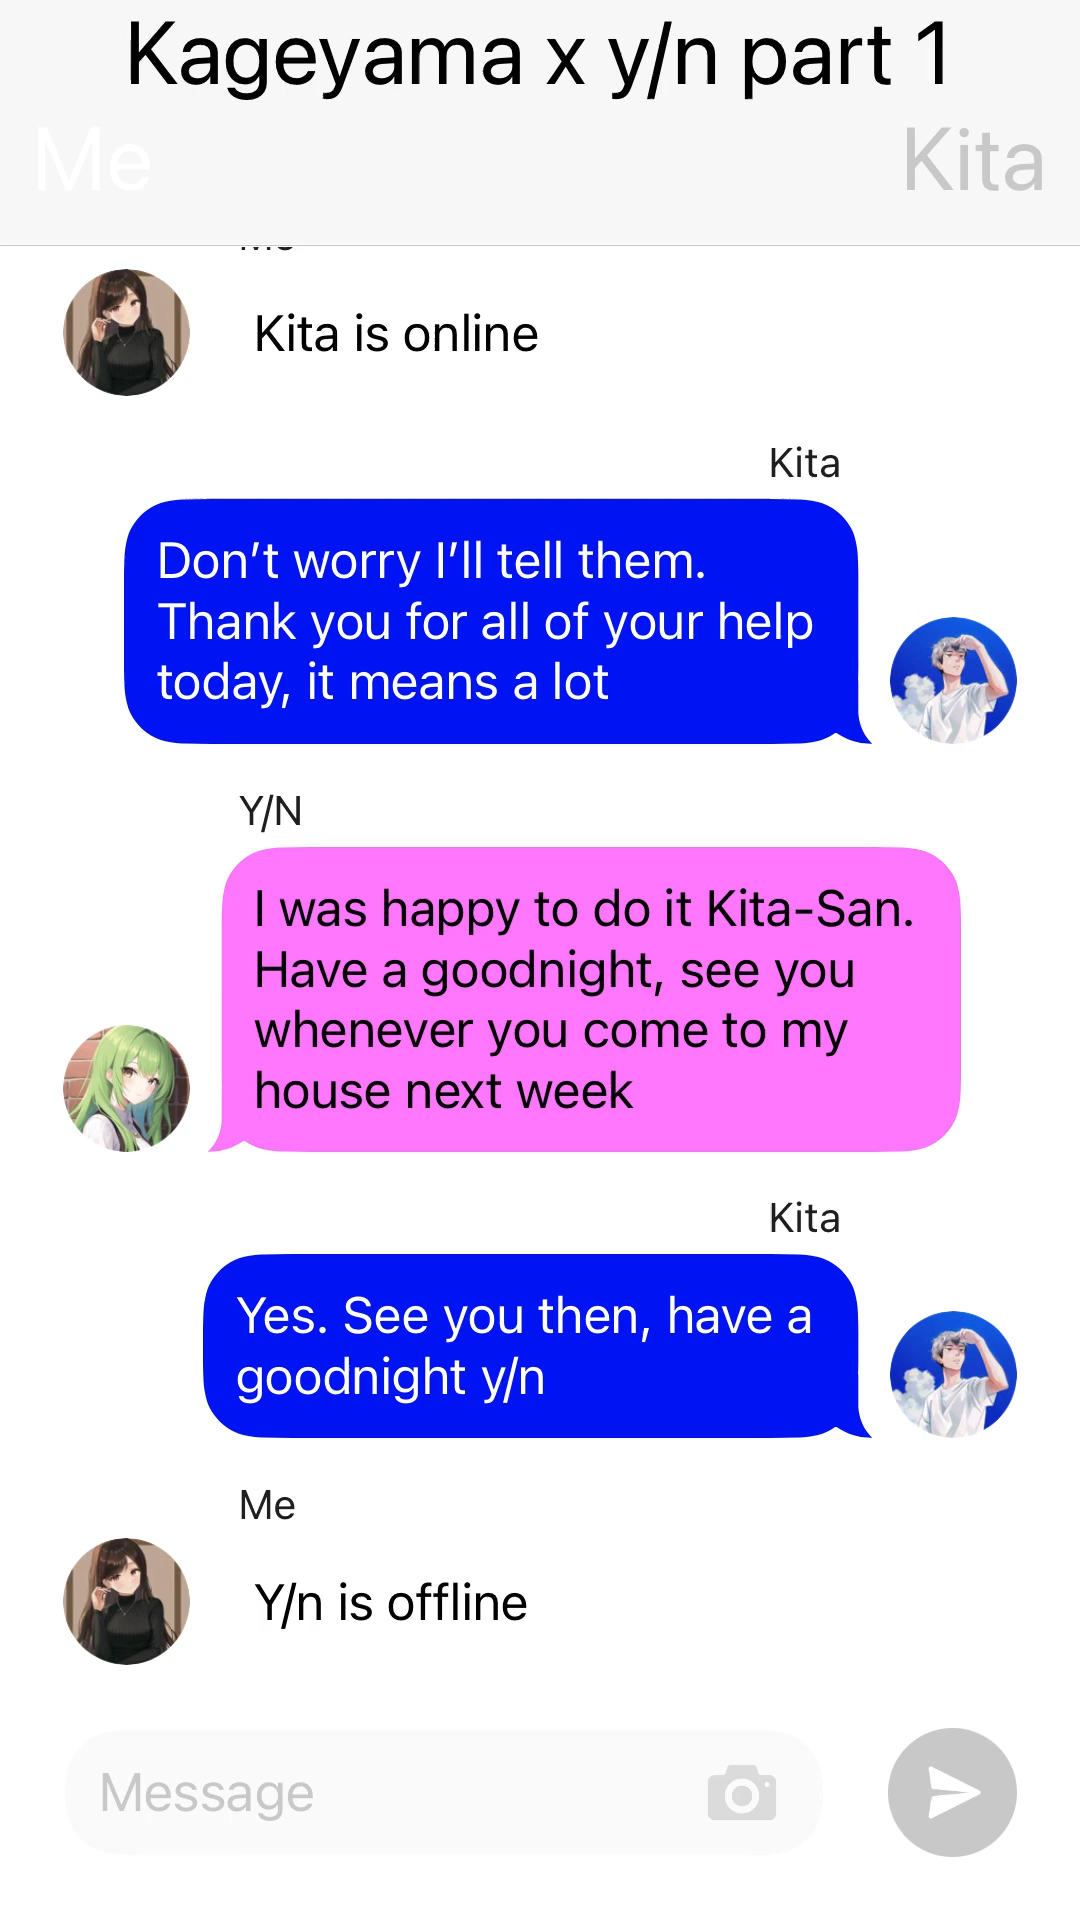 Kageyama x y/n part 1
Me
Kita
Kita is online
Kita
Don’t worry I’ll tell them.
Thank you for all of your help
today, it means a lot
Y/N
I was happy to do it Kita-San.
Have a goodnight, see you
whenever you come to my
house next week
Kita
Yes. See you then, have a
goodnight y/n
Me
Y/n is offline
Message